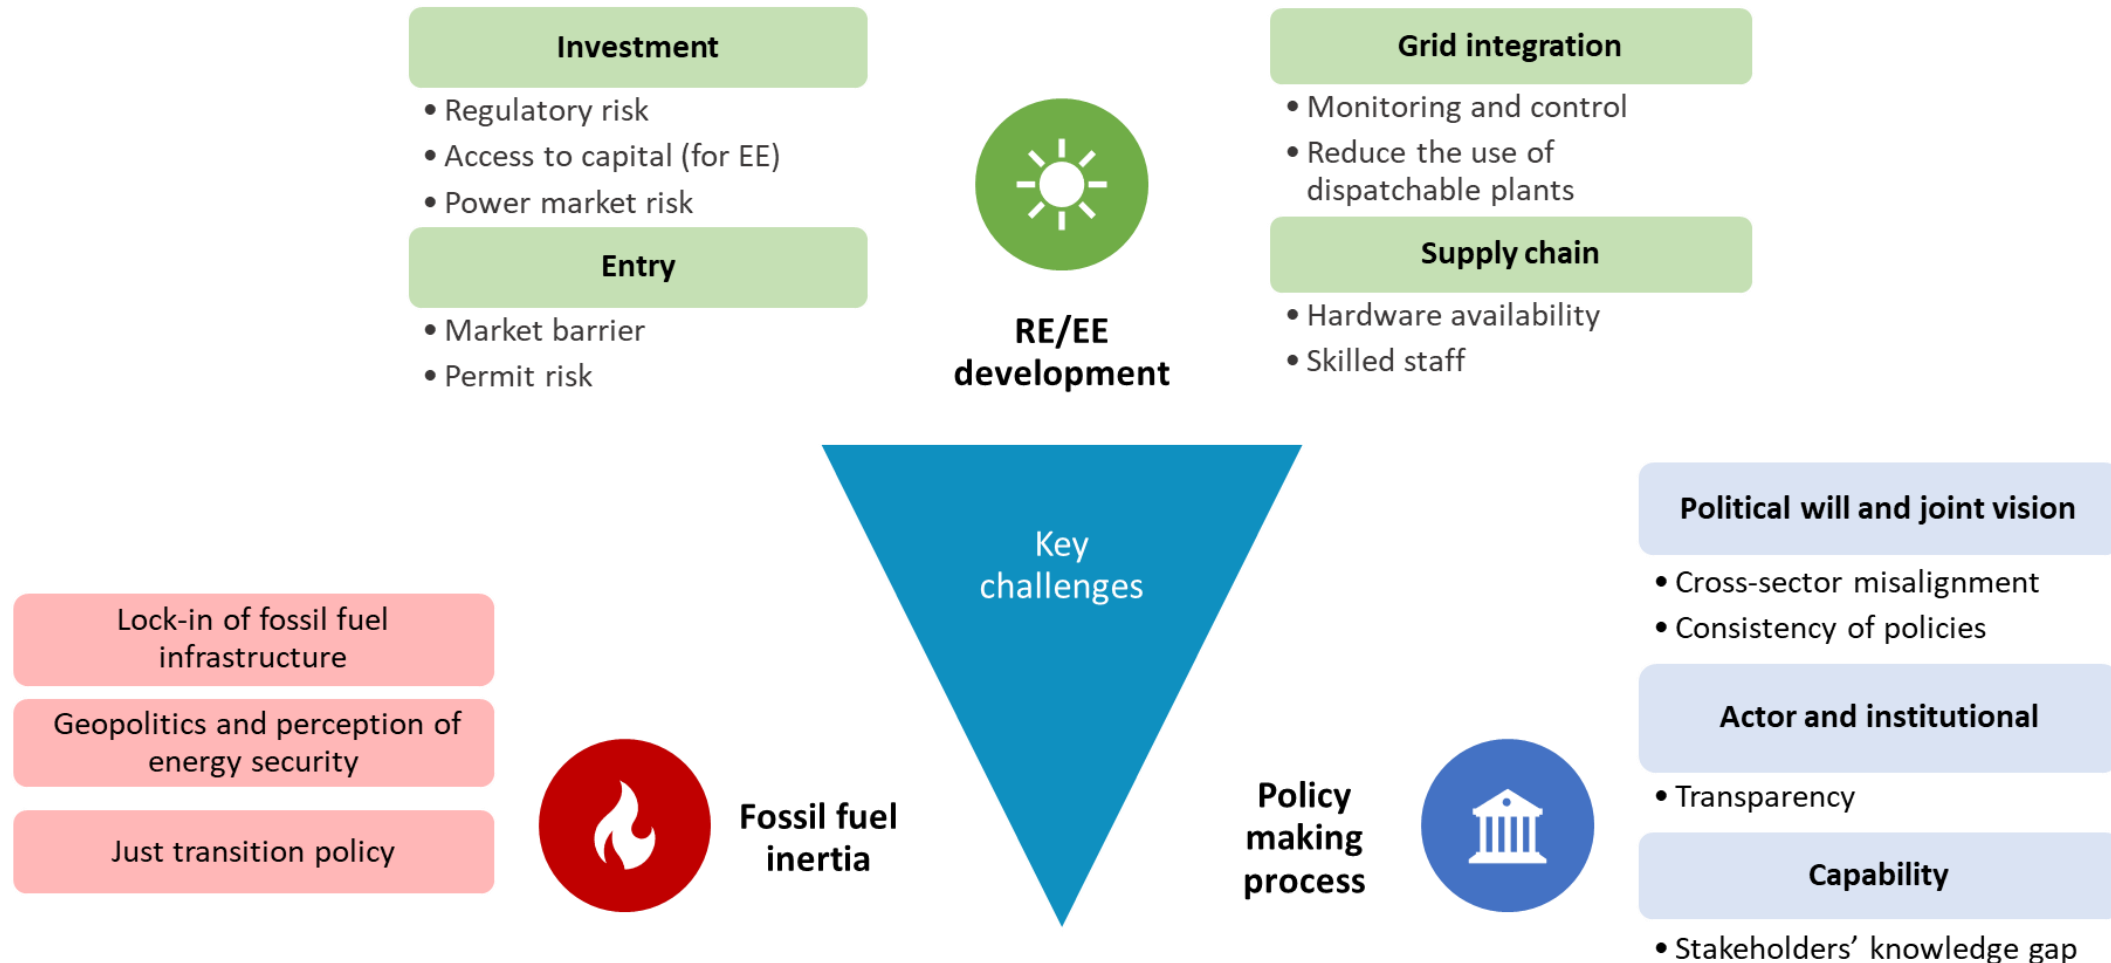 Investment
• Regulatory risk
• Access to capital (for EE)
• Power market risk
Entry
• Market barrier
• Permit risk
RE/EE
development
Grid integration
• Monitoring and control
• Reduce the use of
dispatchable plants
Supply chain
• Hardware availability
• Skilled staff
Key
challenges
Lock-in of fossil fuel
infrastructure
Geopolitics and perception of
energy security
Just transition policy
Fossil fuel
inertia
Policy
making
process
Political will and joint vision
• Cross-sector misalignment
• Consistency of policies
Actor and institutional
• Transparency
Capability
• Stakeholders’ knowledge gap